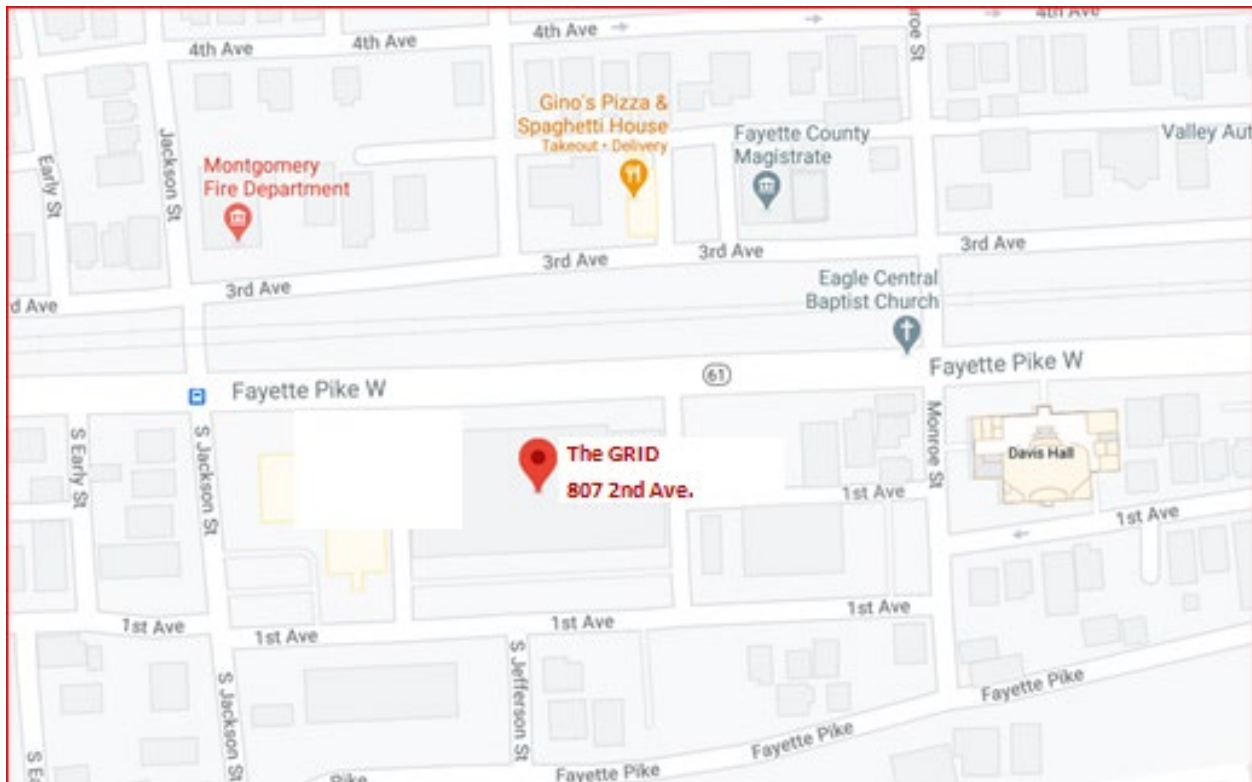 4th Ave
4th Ave
4th Ave
4th Ave
roe St
Gino's Pizza &
Spaghetti House
Takeout • Delivery
Fayette County
Magistrate
Valley Aut
Jackson St
Early St
Montgomery
Fire Department
3rd Ave
3rd Ave
3rd Ave
3rd Ave
d Ave
Eagle Central
Baptist Church
Fayette Pike W
61
Fayette Pike W
S Early St
S Jackson St
Monroe St
The GRID
807 2nd Ave.
Davis Hall
1st Ave
1st Ave
1st Ave
1st Ave
1st Ave
1st Ave
S Jefferson St
S Jackson St
Fayette Pike
Fayette Pike
Fayette Pike
Pike
S Ea